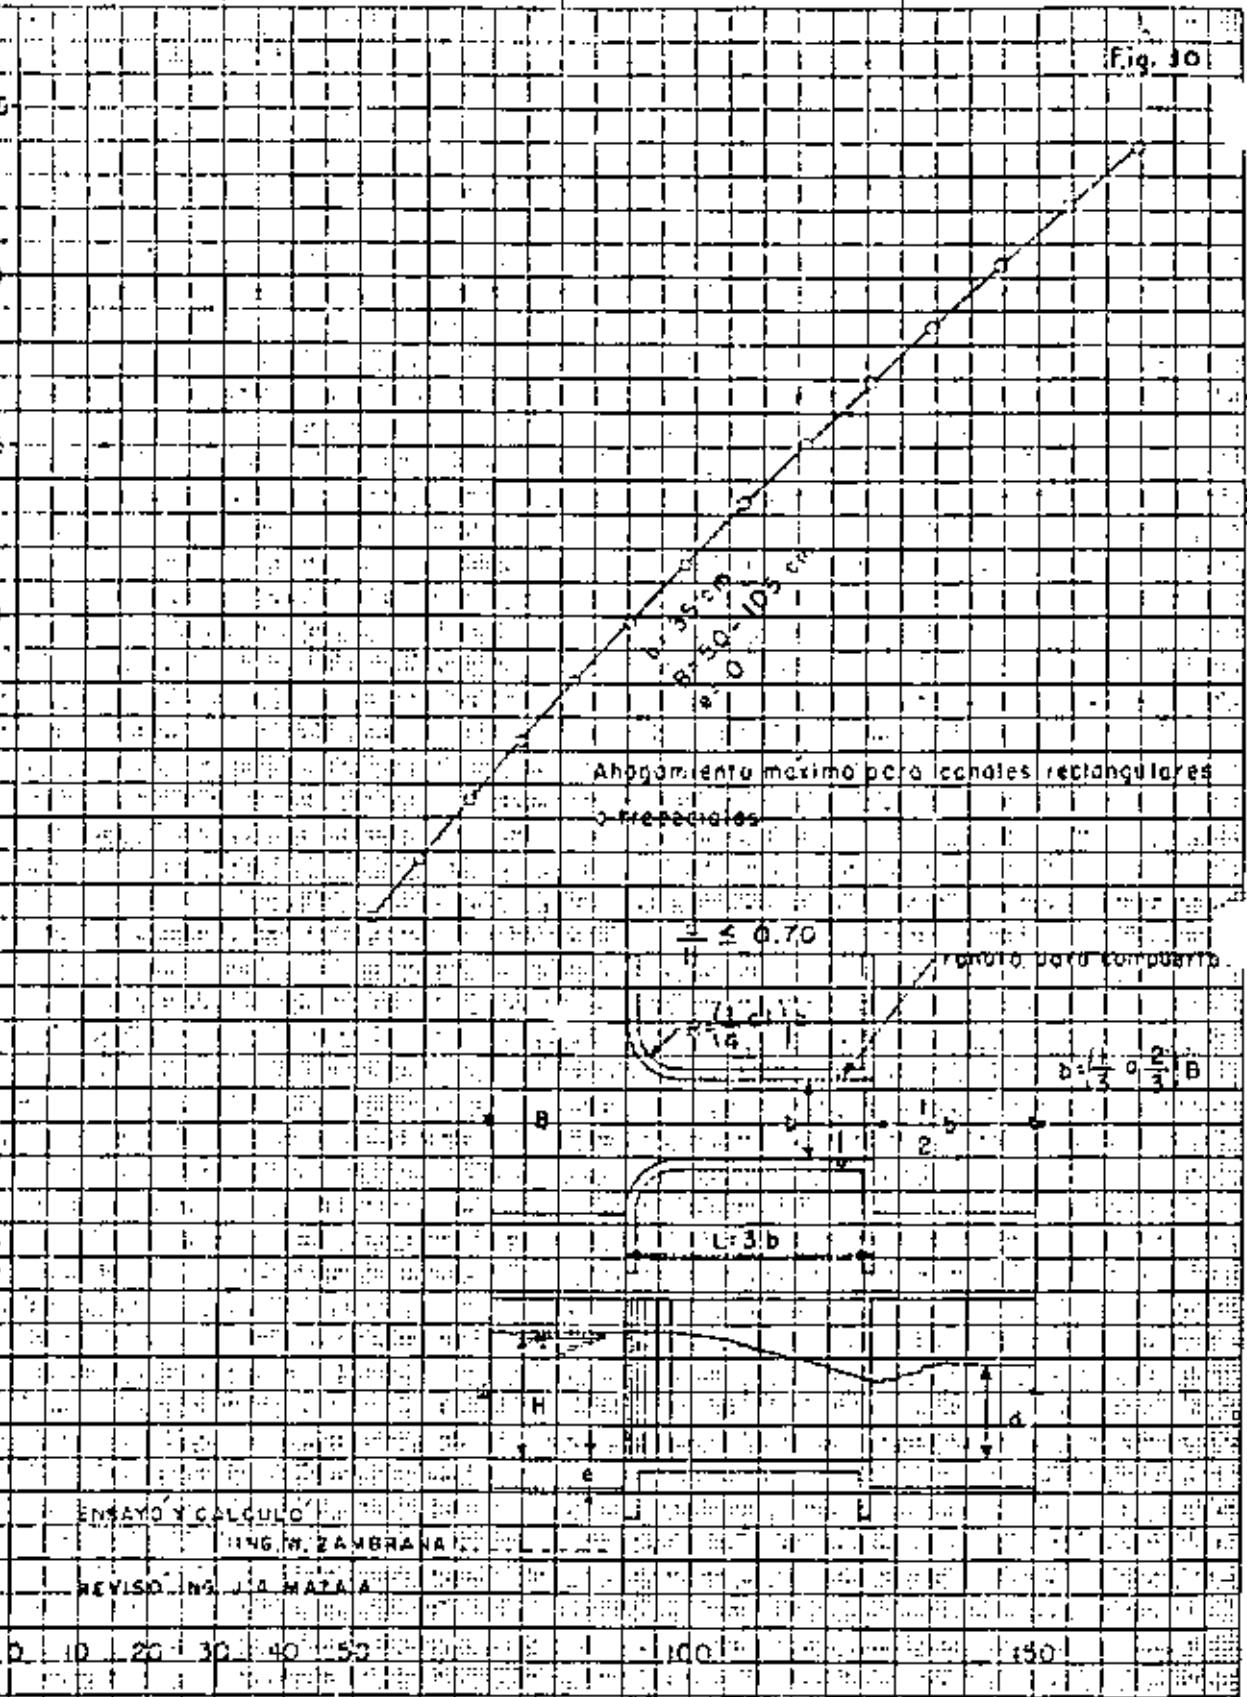 Fig. 10
b= 35 cm
B= 50-105 cm
e= 0
Ahogamiento máximo para canales rectangulares
o trapeciales
H ≤ 0.70
ranura para compuerta
b=(1/3 a 2/3) B
B
b
1/2 b
L=3 b
H
d
e
ENSAYO Y CALCULO
ING. W. ZAMBRANA
REVISO ING. J. A. MAZA A.
0 10 20 30 40 50 100 150